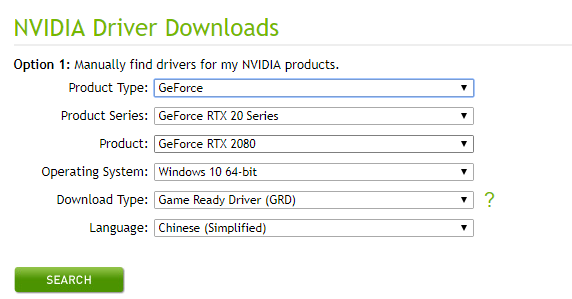 NVIDIA Driver Downloads
Option 1: Manually find drivers for my NVIDIA products.
Product Type: GeForce
Product Series: GeForce RTX 20 Series
Product: GeForce RTX 2080
Operating System: Windows 10 64-bit
Download Type: Game Ready Driver (GRD) ?
Language: Chinese (Simplified)
SEARCH